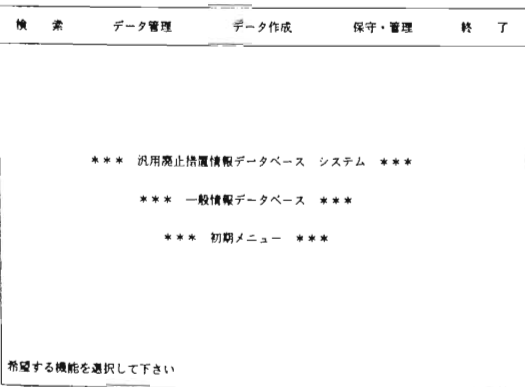 検 索 データ管理 データ作成 保守・管理 終 了
*** 汎用廃止措置情報データベース システム ***
*** 一般情報データベース ***
*** 初期メニュー ***
希望する機能を選択して下さい